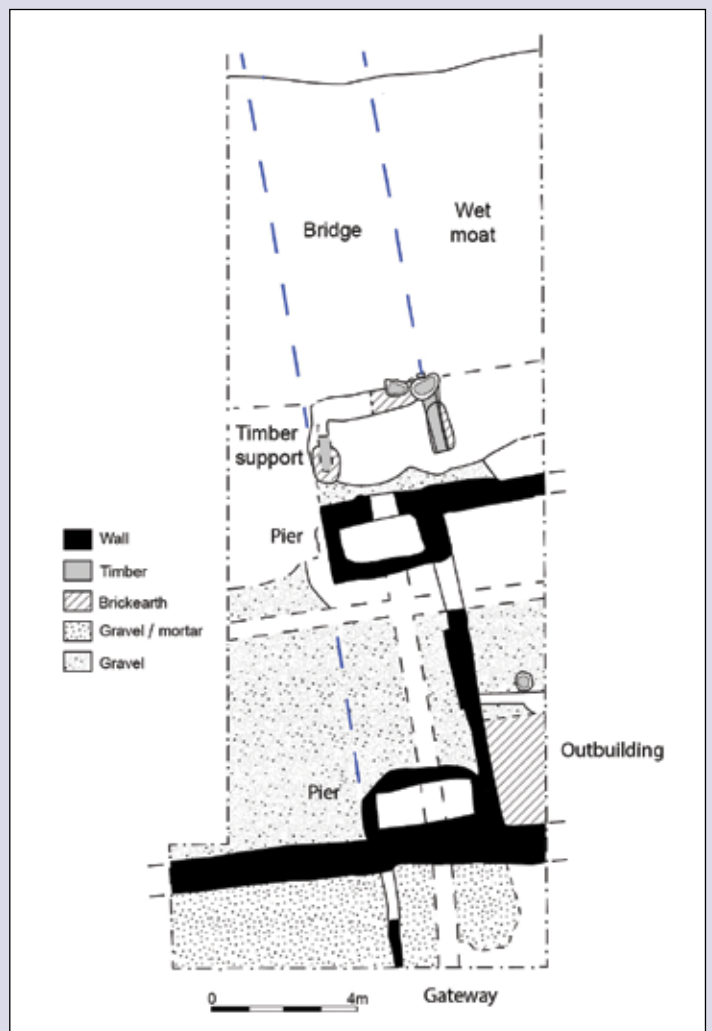 Bridge
Wet
moat
Timber
support
Pier
Wall
Timber
Brickearth
Gravel / mortar
Gravel
Outbuilding
Pier
0 4m
Gateway